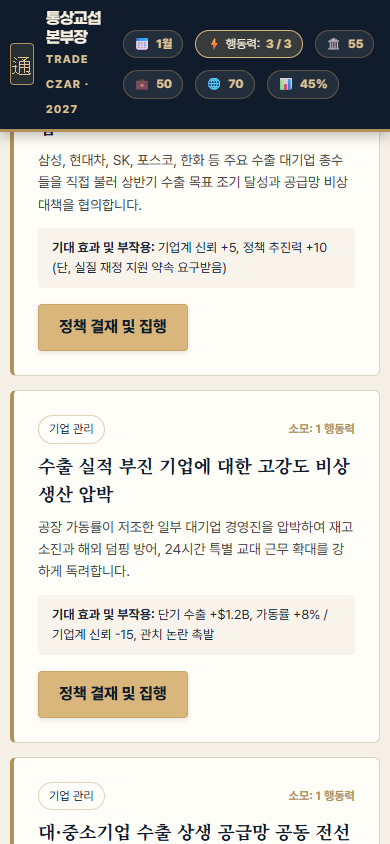 통상교섭
본부장
TRADE
CZAR ·
2027
通
1월
행동력: 3 / 3
55
50
70
45%
삼성, 현대차, SK, 포스코, 한화 등 주요 수출 대기업 총수
들을 직접 불러 상반기 수출 목표 조기 달성과 공급망 비상
대책을 협의합니다.
기대 효과 및 부작용: 기업계 신뢰 +5, 정책 추진력 +10
(단, 실질 재정 지원 약속 요구받음)
정책 결재 및 집행
기업 관리
소모: 1 행동력
수출 실적 부진 기업에 대한 고강도 비상
생산 압박
공장 가동률이 저조한 일부 대기업 경영진을 압박하여 재고
소진과 해외 덤핑 방어, 24시간 특별 교대 근무 확대를 강
하게 독려합니다.
기대 효과 및 부작용: 단기 수출 +$1.2B, 가동률 +8% /
기업계 신뢰 -15, 관치 논란 촉발
정책 결재 및 집행
기업 관리
소모: 1 행동력
대·중소기업 수출 상생 공급망 공동 전선